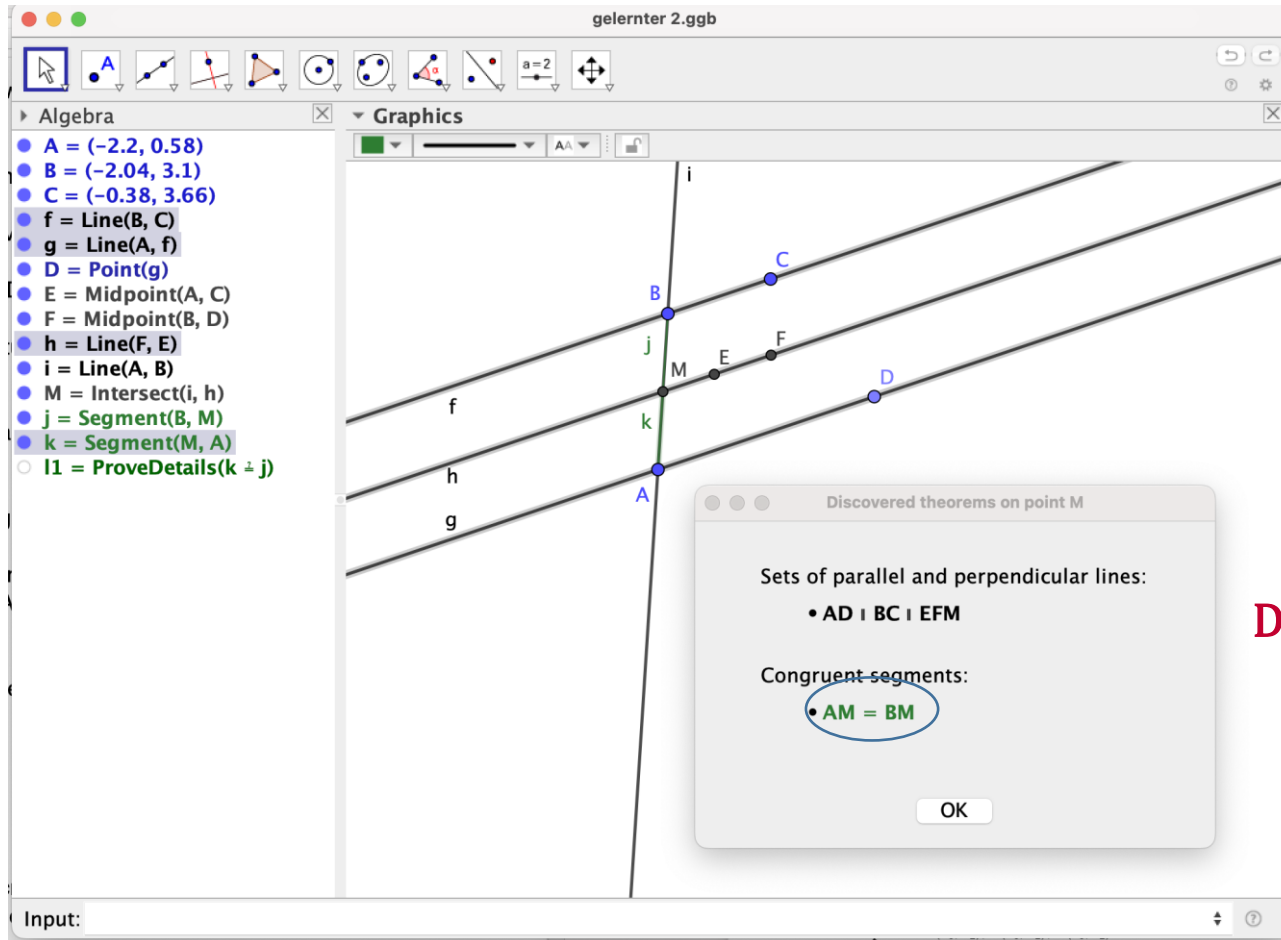 gelernter 2.ggb
A
a = 2
Algebra
Graphics
A = (–2.2, 0.58)
B = (–2.04, 3.1)
C = (–0.38, 3.66)
f = Line(B, C)
g = Line(A, f)
D = Point(g)
E = Midpoint(A, C)
F = Midpoint(B, D)
h = Line(F, E)
i = Line(A, B)
M = Intersect(i, h)
j = Segment(B, M)
k = Segment(M, A)
l1 = ProveDetails(k ≟ j)
AA
i
C
B
j
F
E
M
D
f
k
h
A
g
Discovered theorems on point M
Sets of parallel and perpendicular lines:
• AD ∥ BC ∥ EFM
Congruent segments:
• AM = BM
OK
D
Input: